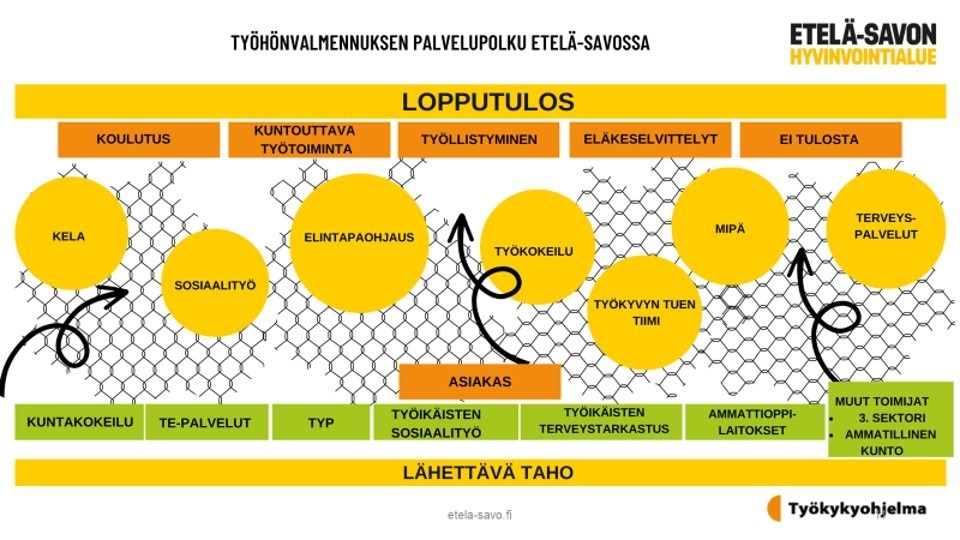 TYÖHÖNVALMENNUKSEN PALVELUPOLKU ETELÄ-SAVOSSA
ETELÄ-SAVON
HYVINVOINTIALUE
LOPPUTULOS
KOULUTUS
KUNTOUTTAVA
TYÖTOIMINTA
TYÖLLISTYMINEN
ELÄKESELVITTELYT
EI TULOSTA
KELA
SOSIAALITYÖ
ELINTAPAOHJAUS
TYÖKOKEILU
TYÖKYVYN TUEN
TIIMI
MIPÄ
TERVEYS-
PALVELUT
ASIAKAS
KUNTAKOKEILU
TE-PALVELUT
TYP
TYÖIKÄISTEN
SOSIAALITYÖ
TYÖIKÄISTEN
TERVEYSTARKASTUS
AMMATTIOPPI-
LAITOKSET
MUUT TOIMIJAT
• 3. SEKTORI
• AMMATILLINEN
KUNTO
LÄHETTÄVÄ TAHO
etela-savo.fi
Työkykyohjelma